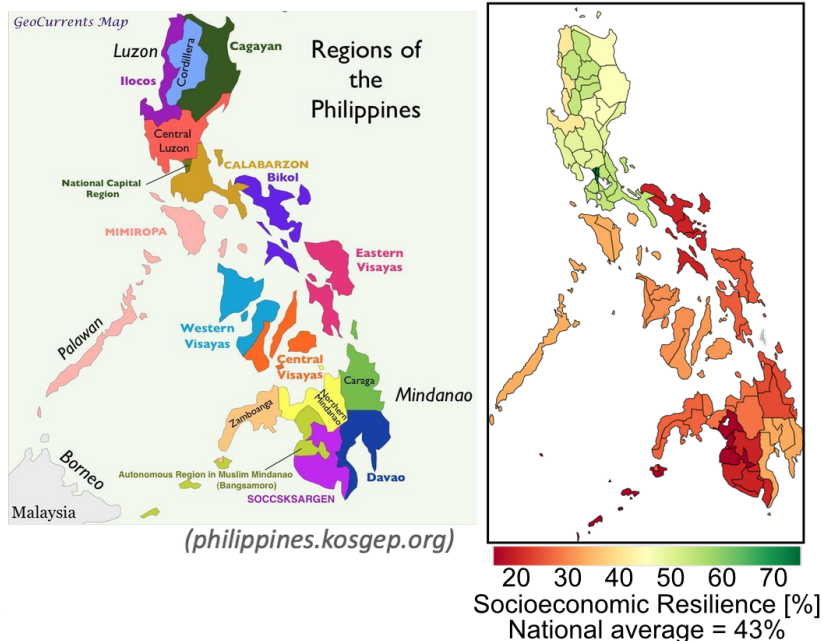 GeoCurrents Map
Luzon
Cordillera
Cagayan
Ilocos
Regions of
the
Philippines
Central
Luzon
National Capital
Region
CALABARZON
Bikol
MIMIROPA
Eastern
Visayas
Western
Visayas
Central
Visayas
Palawan
Caraga
Mindanao
Northern
Mindanao
Zamboanga
Autonomous Region in Muslim Mindanao
(Bangsamoro)
SOCCSKSARGEN
Davao
Borneo
Malaysia
(philippines.kosgep.org)
20 30 40 50 60 70
Socioeconomic Resilience [%]
National average = 43%